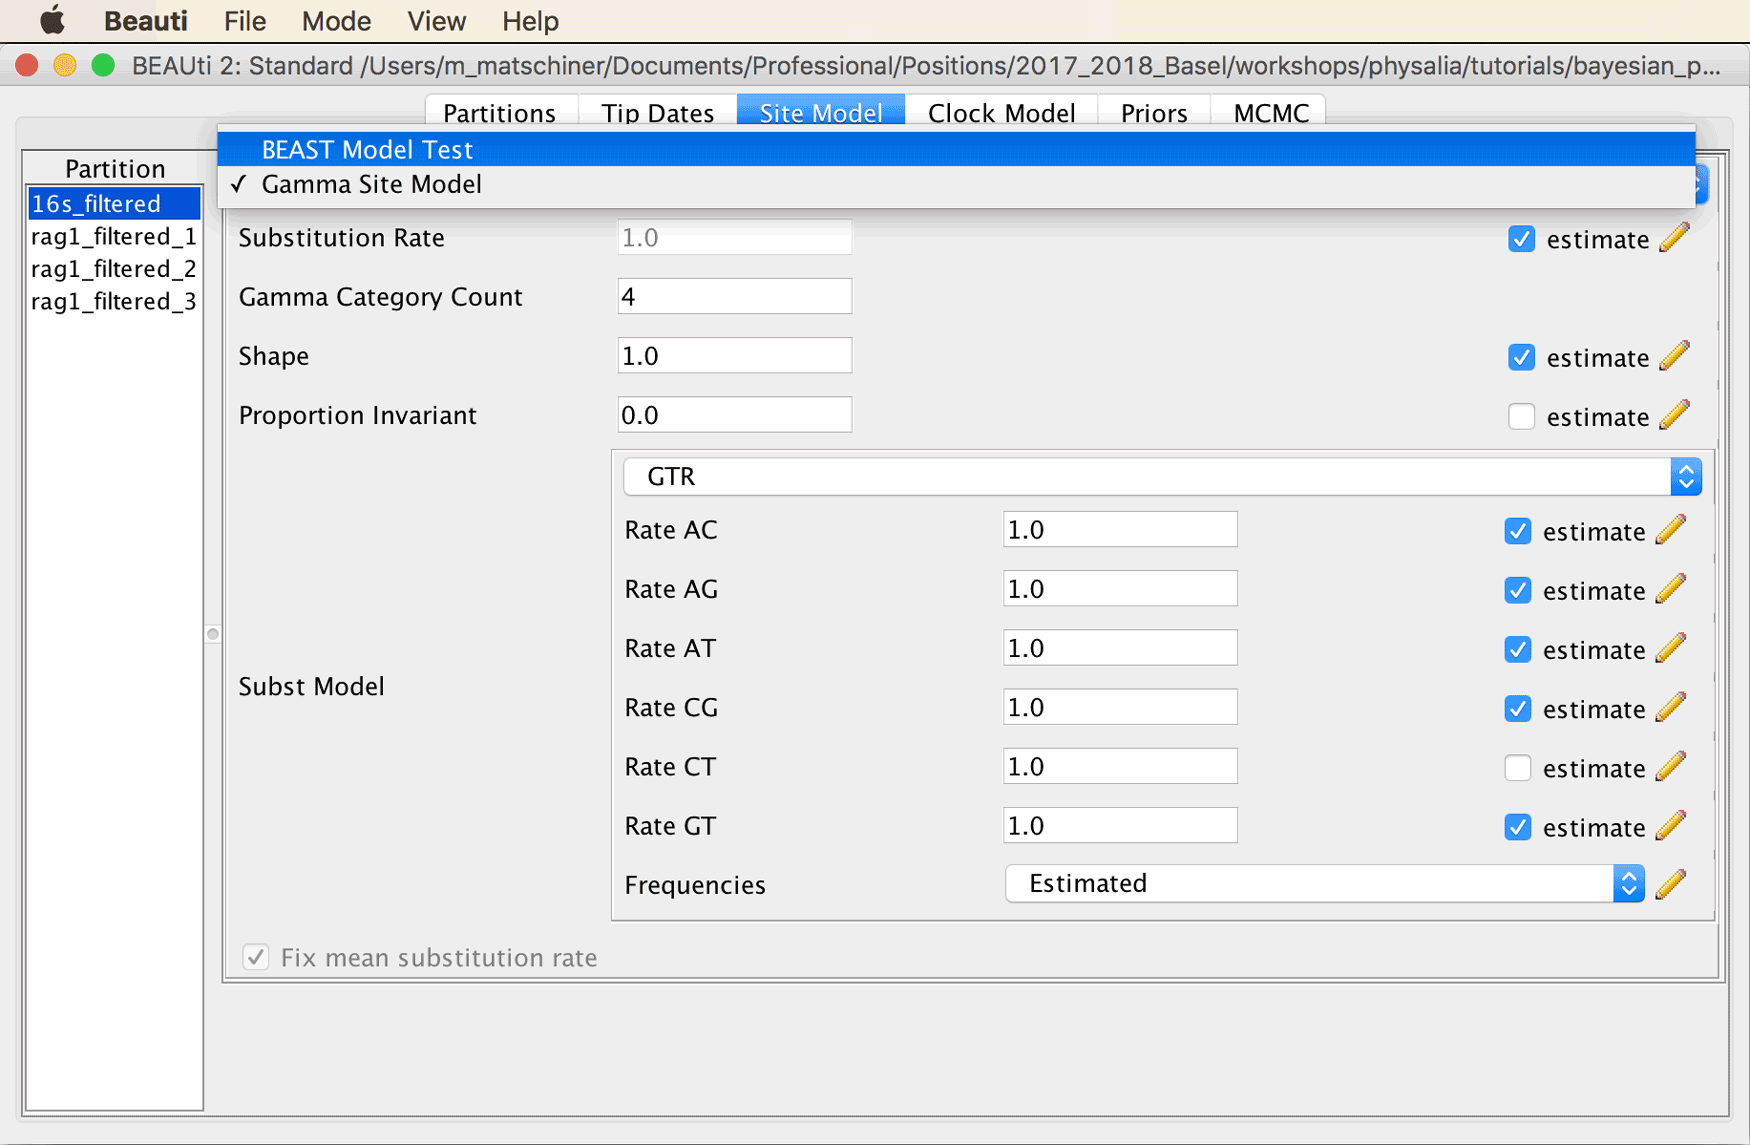 Beauti File Mode View Help
BEAUti 2: Standard /Users/m_matschiner/Documents/Professional/Positions/2017_2018_Basel/workshops/physalia/tutorials/bayesian_p...
Partitions Tip Dates Site Model Clock Model Priors MCMC
Partition
16s_filtered
rag1_filtered_1
rag1_filtered_2
rag1_filtered_3
BEAST Model Test
✓ Gamma Site Model
Substitution Rate 1.0 estimate
Gamma Category Count 4
Shape 1.0 estimate
Proportion Invariant 0.0 estimate
Subst Model
GTR
Rate AC 1.0 estimate
Rate AG 1.0 estimate
Rate AT 1.0 estimate
Rate CG 1.0 estimate
Rate CT 1.0 estimate
Rate GT 1.0 estimate
Frequencies Estimated
Fix mean substitution rate